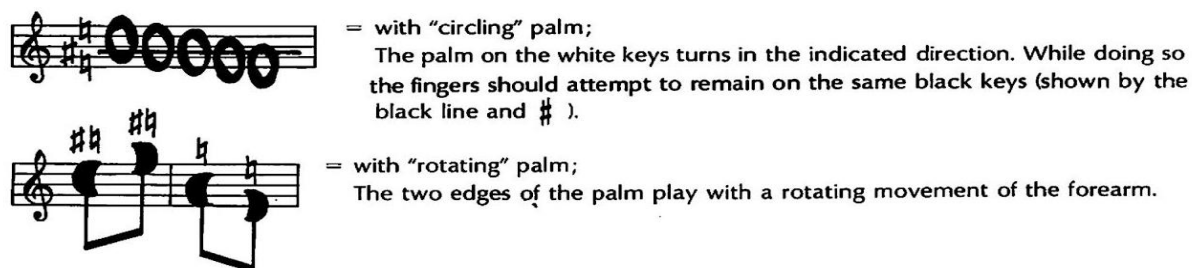 = with “circling” palm;
The palm on the white keys turns in the indicated direction. While doing so
the fingers should attempt to remain on the same black keys (shown by the
black line and ♯ ).
= with “rotating” palm;
The two edges of the palm play with a rotating movement of the forearm.